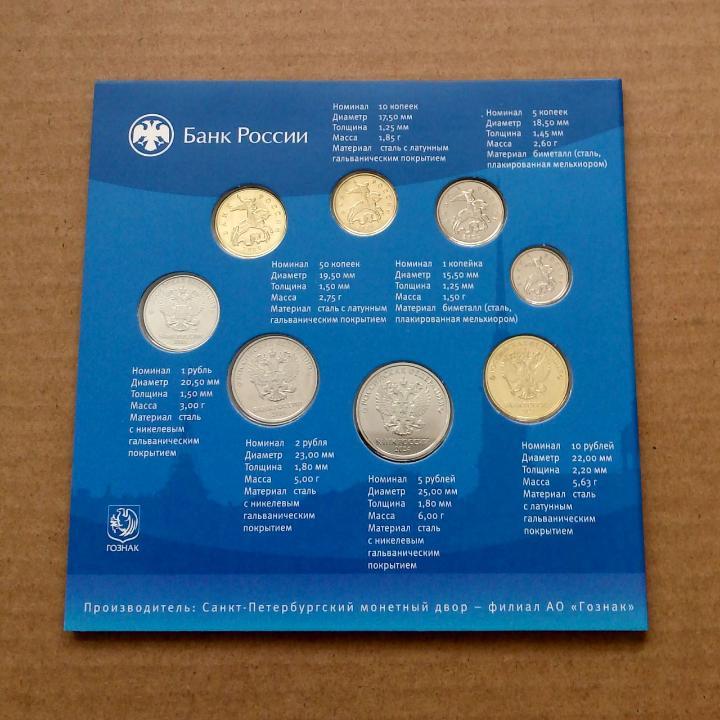 Банк России
Номинал 10 копеек
Диаметр 17,50 мм
Толщина 1,25 мм
Масса 1,85 г
Материал сталь с латунным
гальваническим покрытием
Номинал 5 копеек
Диаметр 18,50 мм
Толщина 1,45 мм
Масса 2,60 г
Материал биметалл (сталь,
плакированная мельхиором)
Номинал 50 копеек
Диаметр 19,50 мм
Толщина 1,50 мм
Масса 2,75 г
Материал сталь с латунным
гальваническим покрытием
Номинал 1 копейка
Диаметр 15,50 мм
Толщина 1,25 мм
Масса 1,50 г
Материал биметалл (сталь,
плакированная мельхиором)
Номинал 1 рубль
Диаметр 20,50 мм
Толщина 1,50 мм
Масса 3,00 г
Материал сталь
с никелевым
гальваническим
покрытием
Номинал 2 рубля
Диаметр 23,00 мм
Толщина 1,80 мм
Масса 5,00 г
Материал сталь
с никелевым
гальваническим
покрытием
Номинал 5 рублей
Диаметр 25,00 мм
Толщина 1,80 мм
Масса 6,00 г
Материал сталь
с никелевым
гальваническим
покрытием
Номинал 10 рублей
Диаметр 22,00 мм
Толщина 2,20 мм
Масса 5,63 г
Материал сталь
с латунным
гальваническим
покрытием
ГОЗНАК
Производитель: Санкт-Петербургский монетный двор – филиал АО «Гознак»